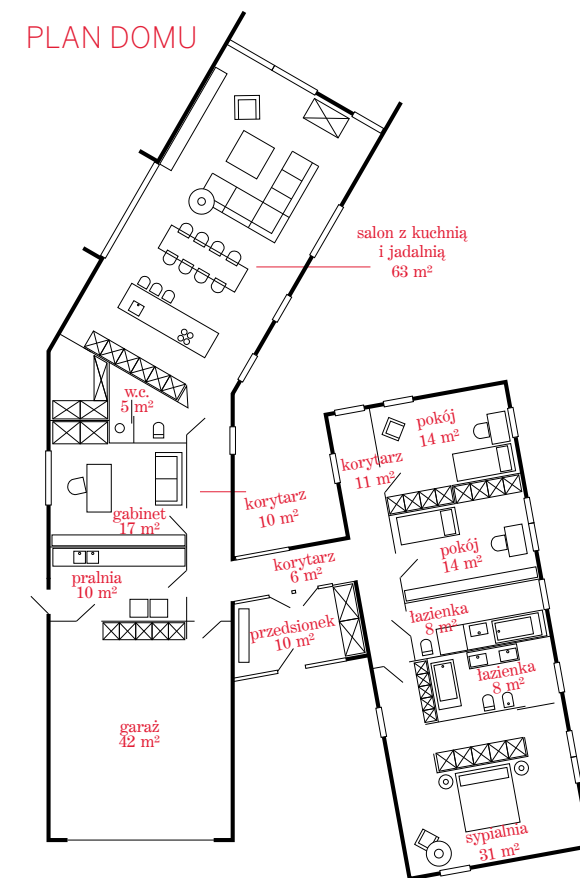 PLAN DOMU
salon z kuchnią
i jadalnią
63 m²
w.c.
5 m²
pokój
14 m²
korytarz
11 m²
gabinet
17 m²
korytarz
10 m²
pokój
14 m²
korytarz
6 m²
pralnia
10 m²
przedsionek
10 m²
łazienka
8 m²
łazienka
8 m²
garaż
42 m²
sypialnia
31 m²